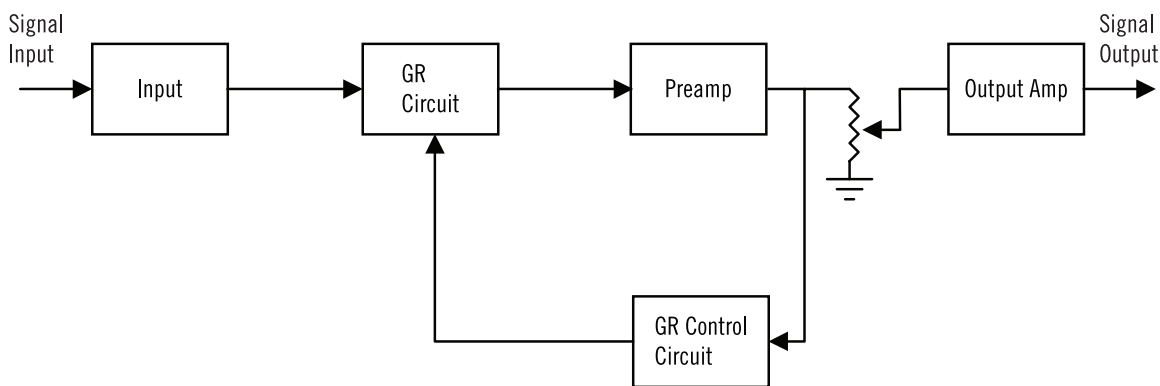 Signal
Input
Input
GR
Circuit
Preamp
Output Amp
Signal
Output
GR Control
Circuit